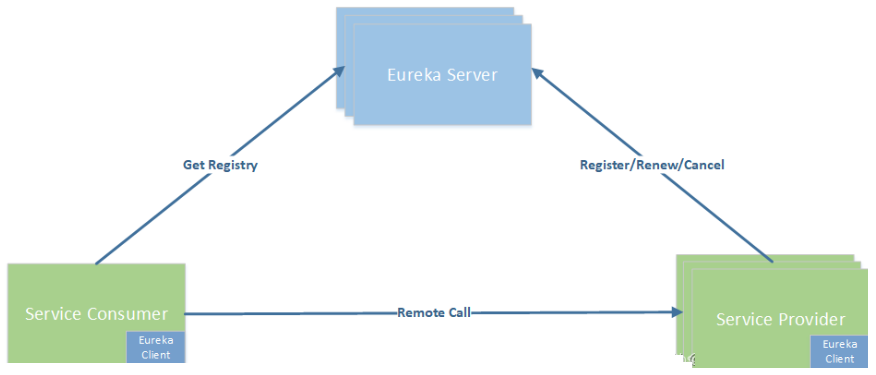 Eureka Server
Get Registry
Register/Renew/Cancel
Service Consumer
Remote Call
Service Provider
Eureka
Client
Eureka
Client